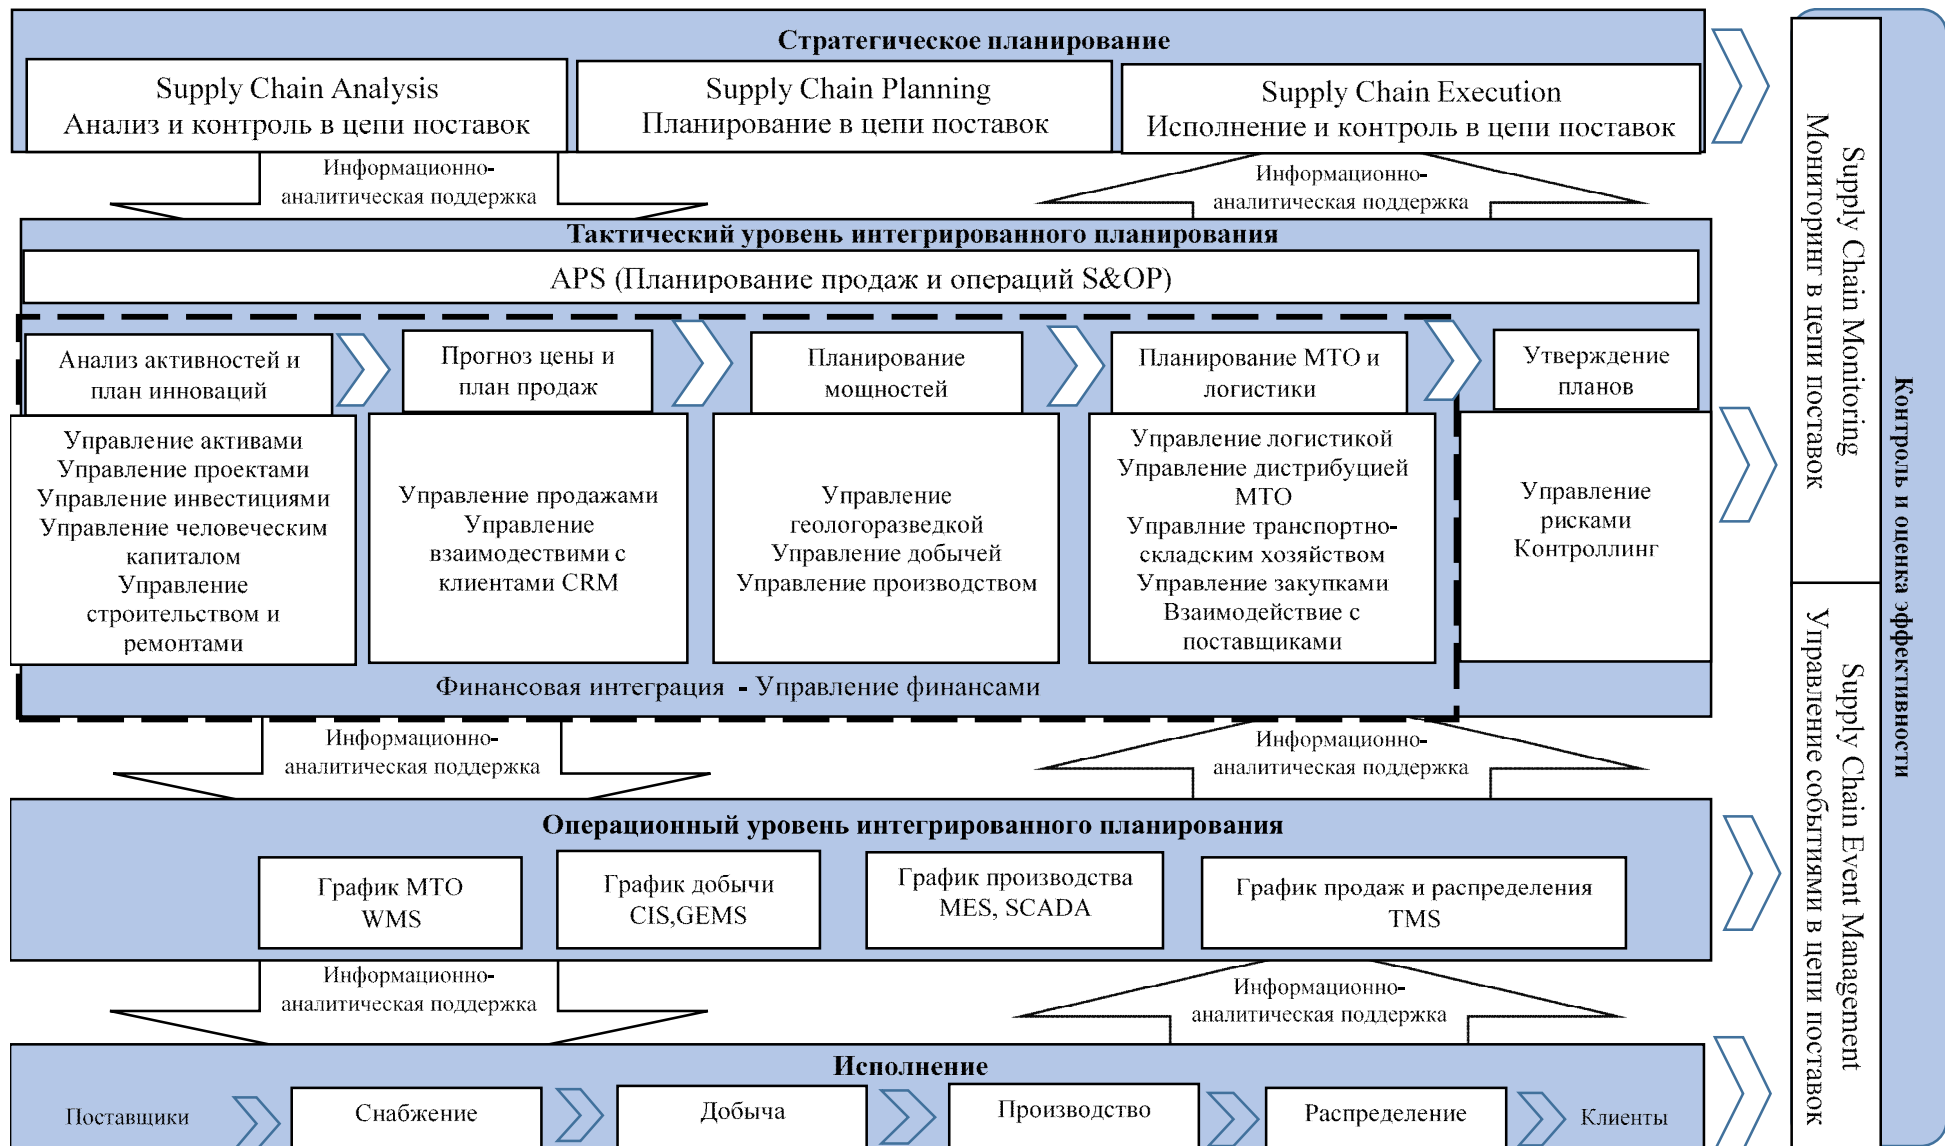 Стратегическое планирование
Supply Chain Analysis
Анализ и контроль в цепи поставок
Supply Chain Planning
Планирование в цепи поставок
Supply Chain Execution
Исполнение и контроль в цепи поставок
Информационно-
аналитическая поддержка
Информационно-
аналитическая поддержка
Тактический уровень интегрированного планирования
APS (Планирование продаж и операций S&OP)
Анализ активностей и
план инноваций
Прогноз цены и
план продаж
Планирование
мощностей
Планирование МТО и
логистики
Утверждение
планов
Управление активами
Управление проектами
Управление инвестициями
Управление человеческим
капиталом
Управление
строительством и
ремонтами
Управление продажами
Управление
взаимодествими с
клиентами CRM
Управление
геологоразведкой
Управление добычей
Управление производством
Управление логистикой
Управление дистрибуцией
МТО
Управлние транспортно-
складским хозяйством
Управление закупками
Взаимодействие с
поставщиками
Управление
рисками
Контроллинг
Финансовая интеграция - Управление финансами
Информационно-
аналитическая поддержка
Информационно-
аналитическая поддержка
Операционный уровень интегрированного планирования
График МТО
WMS
График добычи
CIS,GEMS
График производства
MES, SCADA
График продаж и распределения
TMS
Информационно-
аналитическая поддержка
Информационно-
аналитическая поддержка
Исполнение
Поставщики
Снабжение
Добыча
Производство
Распределение
Клиенты
Supply Chain Monitoring
Мониторинг в цепи поставок
Supply Chain Event Management
Управление событиями в цепи поставок
Контроль и оценка эффективности